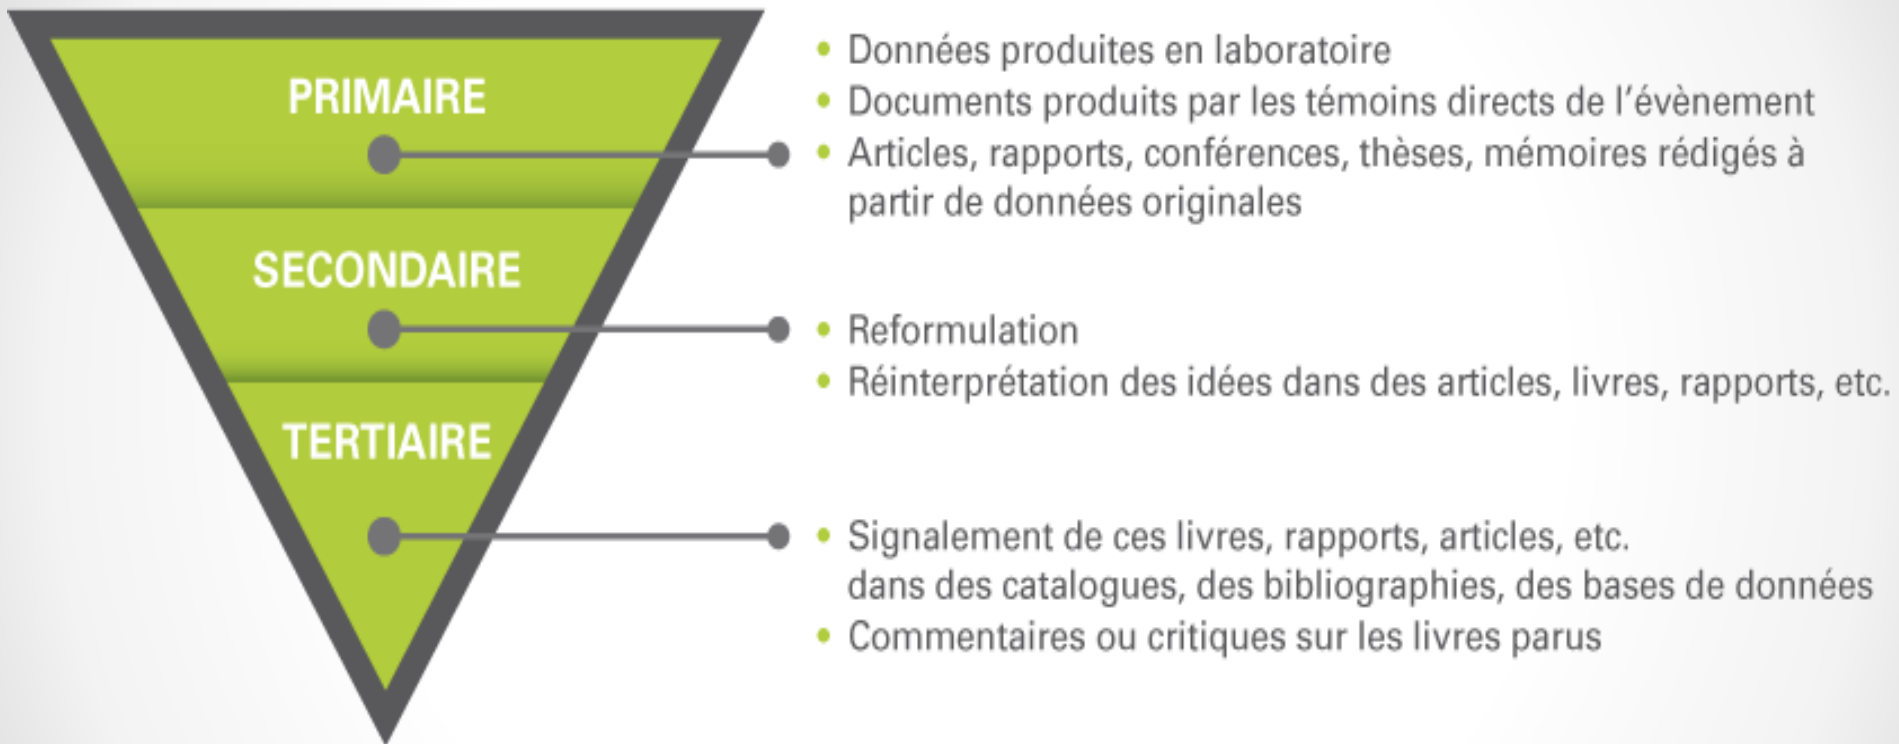 PRIMAIRE
• Données produites en laboratoire
• Documents produits par les témoins directs de l'évènement
• Articles, rapports, conférences, thèses, mémoires rédigés à
partir de données originales
SECONDAIRE
• Reformulation
• Réinterprétation des idées dans des articles, livres, rapports, etc.
TERTIAIRE
• Signalement de ces livres, rapports, articles, etc.
dans des catalogues, des bibliographies, des bases de données
• Commentaires ou critiques sur les livres parus